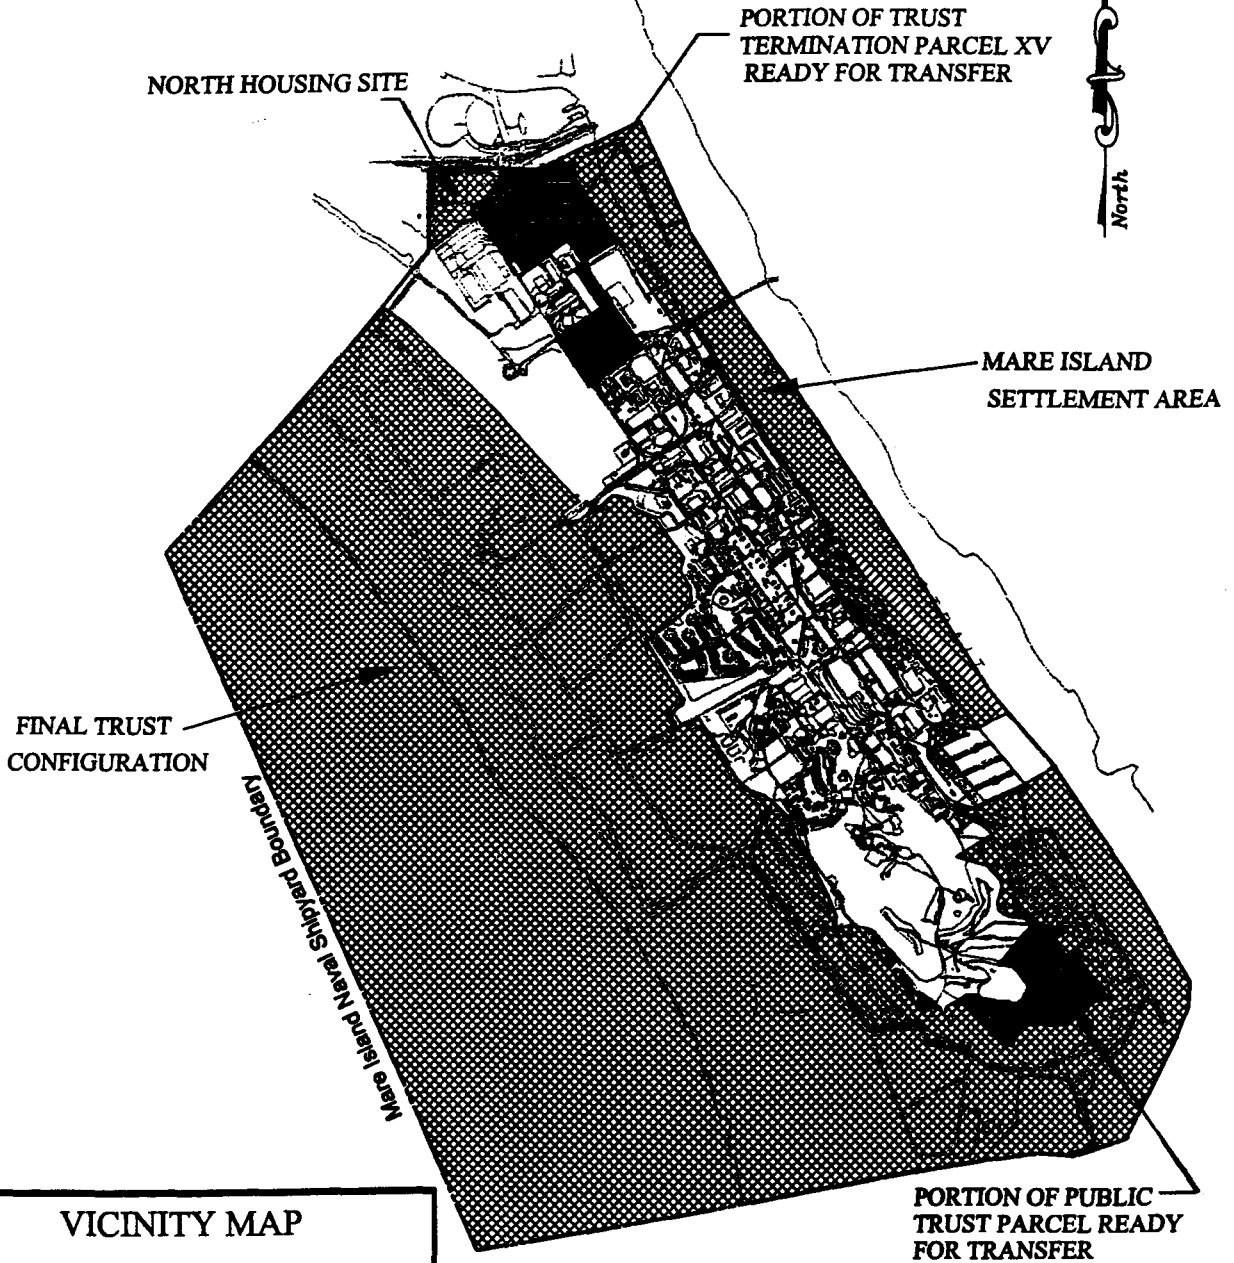 PORTION OF TRUST
TERMINATION PARCEL XV
READY FOR TRANSFER
NORTH HOUSING SITE
North
MARE ISLAND
SETTLEMENT AREA
FINAL TRUST
CONFIGURATION
Mare Island Naval Shipyard Boundary
PORTION OF PUBLIC
TRUST PARCEL READY
FOR TRANSFER
VICINITY MAP